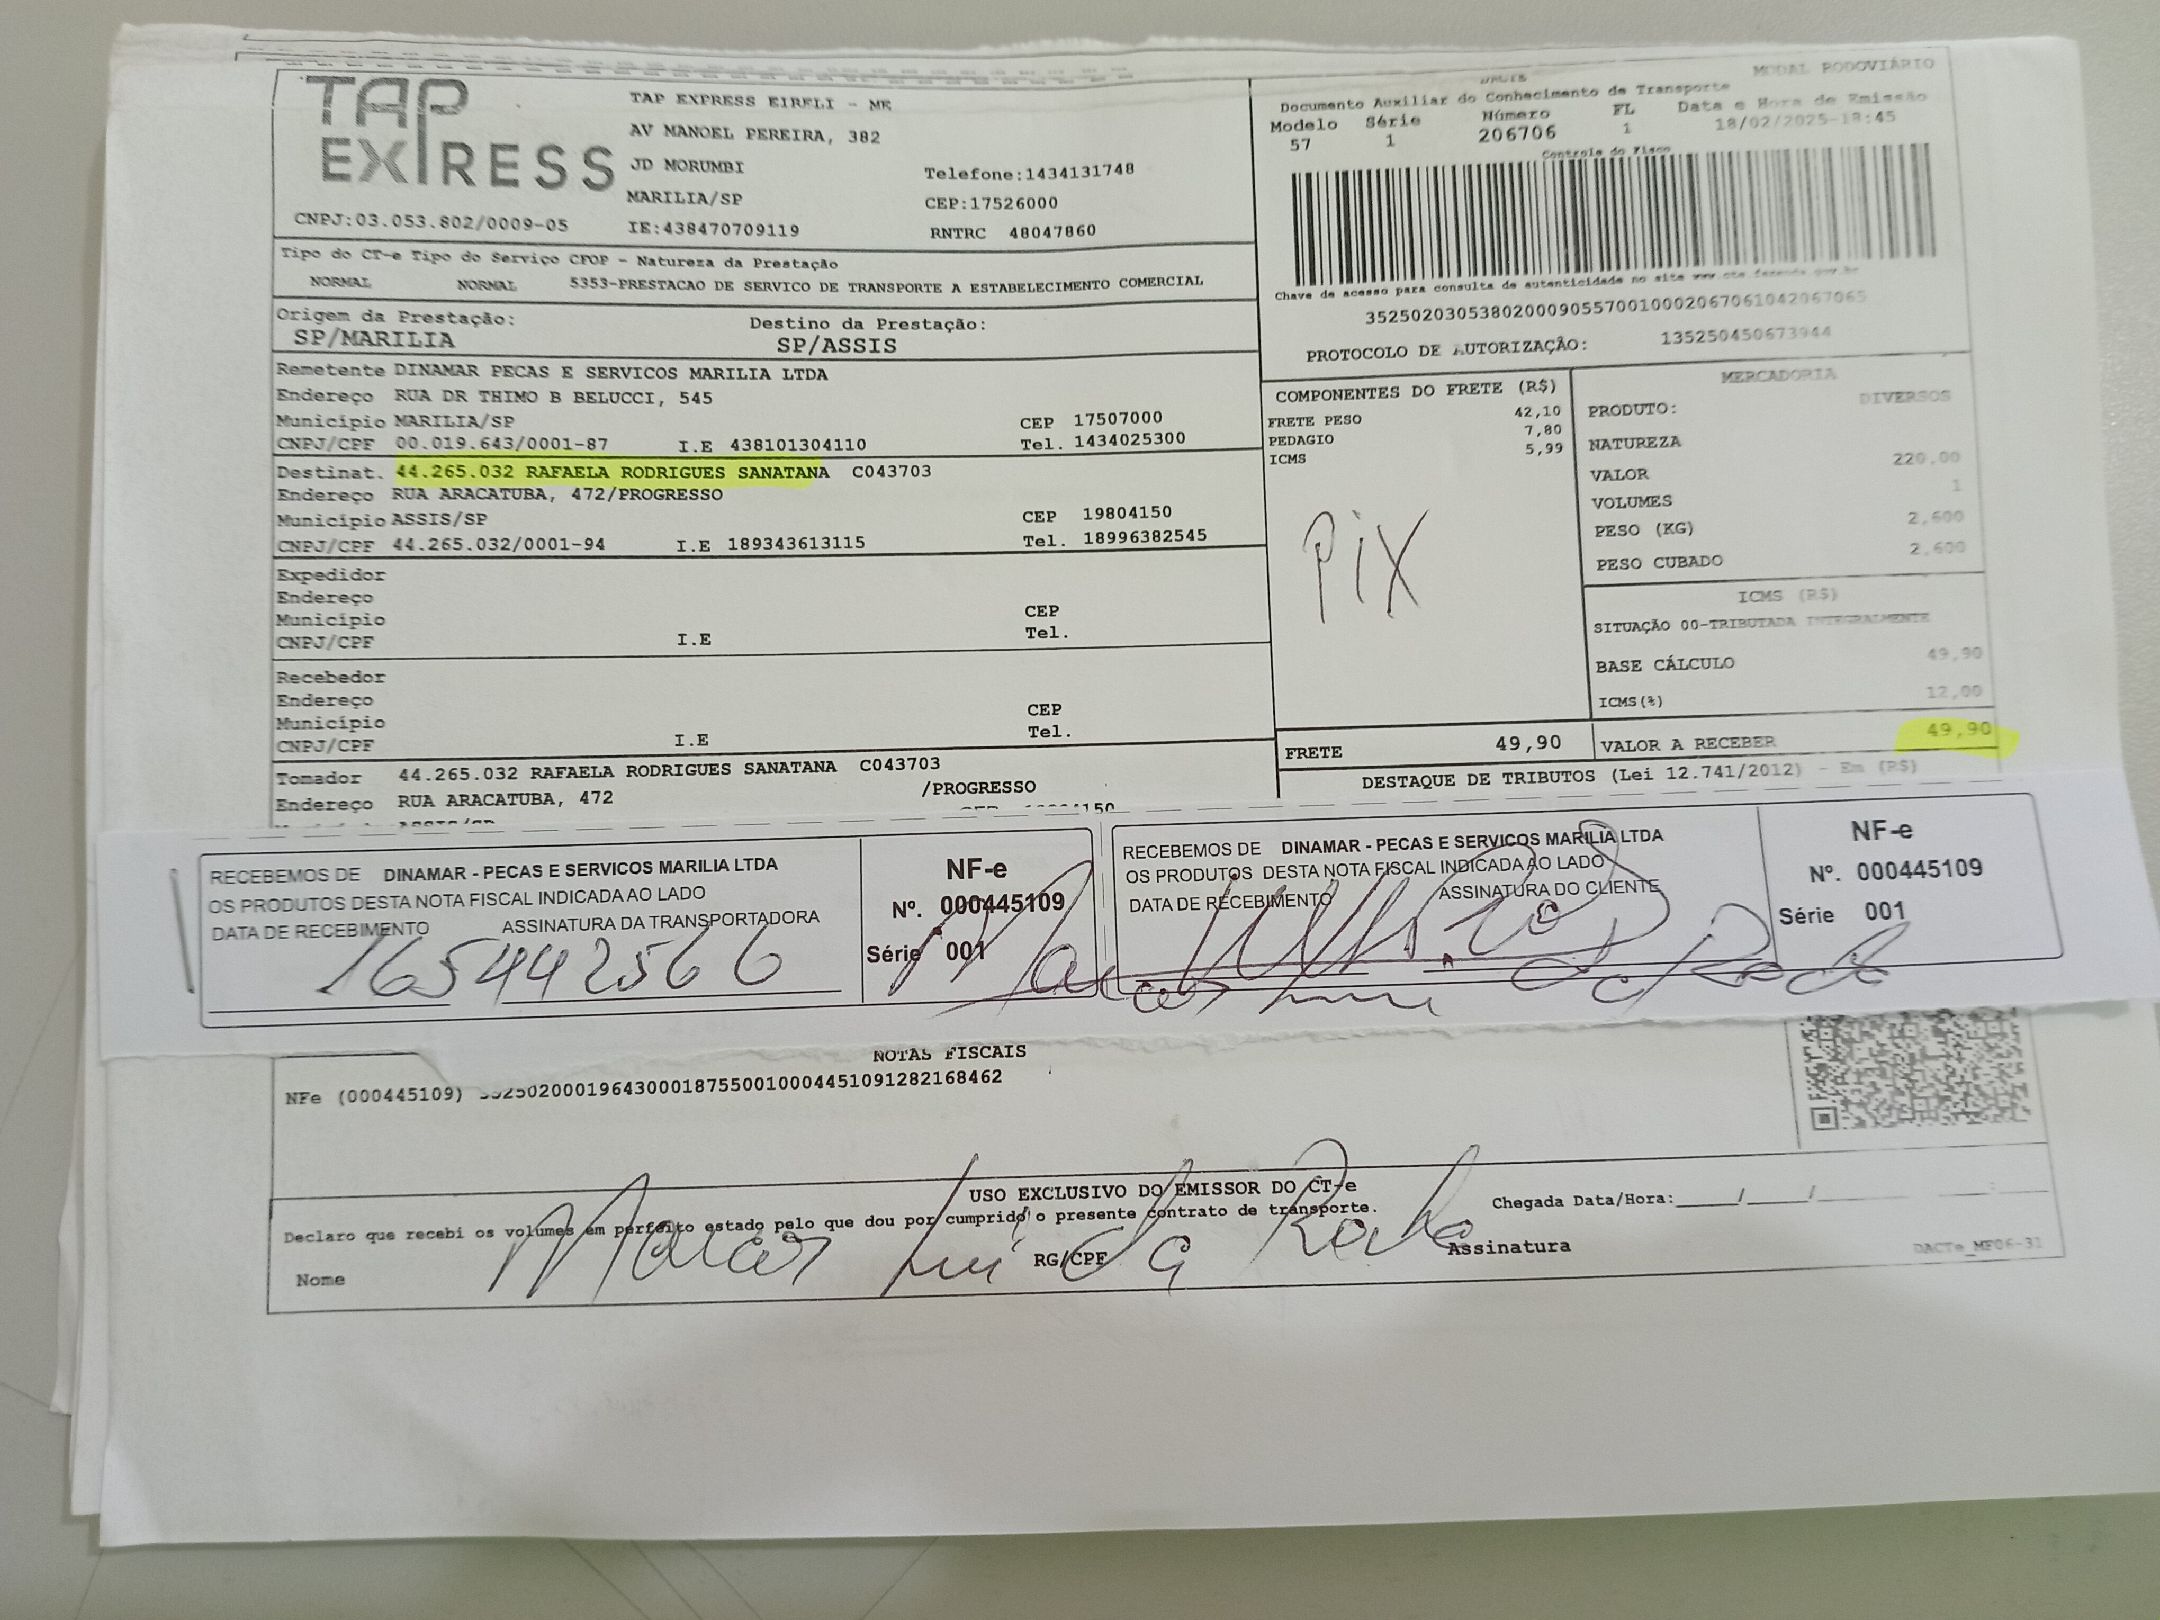 TAP
EXPRESS
TAP EXPRESS EIRELI - ME
AV MANOEL PEREIRA, 382
JD MORUMBI
MARILIA/SP
Telefone:1434131748
CEP:17526000
CNPJ:03.053.802/0009-05
IE:438470709119
RNTRC 48047860
MODAL RODOVIÁRIO
Documento Auxiliar do Conhecimento de Transporte
Modelo Série Número FL Data e Hora de Emissão
57 1 206706 1 18/02/2025-18:45
Controle do Fisco
Chave de acesso para consulta de autenticidade no site www.cte.fazenda.gov.br
35250203053802000905570010002067061042067065
PROTOCOLO DE AUTORIZAÇÃO: 135250450673944
Tipo do CT-e Tipo do Serviço CFOP - Natureza da Prestação
NORMAL NORMAL 5353-PRESTACAO DE SERVICO DE TRANSPORTE A ESTABELECIMENTO COMERCIAL
Origem da Prestação: Destino da Prestação:
SP/MARILIA SP/ASSIS
Remetente DINAMAR PECAS E SERVICOS MARILIA LTDA
Endereço RUA DR THIMO B BELUCCI, 545
Município MARILIA/SP CEP 17507000
CNPJ/CPF 00.019.643/0001-87 I.E 438101304110 Tel. 1434025300
Destinat. 44.265.032 RAFAELA RODRIGUES SANATANA C043703
Endereço RUA ARACATUBA, 472/PROGRESSO
Município ASSIS/SP CEP 19804150
CNPJ/CPF 44.265.032/0001-94 I.E 189343613115 Tel. 18996382545
Expedidor
Endereço
Município CEP
CNPJ/CPF I.E Tel.
Recebedor
Endereço
Município CEP
CNPJ/CPF I.E Tel.
Tomador 44.265.032 RAFAELA RODRIGUES SANATANA C043703
Endereço RUA ARACATUBA, 472 /PROGRESSO
COMPONENTES DO FRETE (R$)
FRETE PESO 42,10
PEDAGIO 7,80
ICMS 5,99
PIX
FRETE 49,90
MERCADORIA
PRODUTO: DIVERSOS
NATUREZA
VALOR 220,00
VOLUMES 1
PESO (KG) 2,600
PESO CUBADO 2,600
ICMS (R$)
SITUAÇÃO 00-TRIBUTADA INTEGRALMENTE
BASE CÁLCULO 49,90
ICMS(%) 12,00
VALOR A RECEBER 49,90
DESTAQUE DE TRIBUTOS (Lei 12.741/2012) - Em (R$)
RECEBEMOS DE DINAMAR - PECAS E SERVICOS MARILIA LTDA
OS PRODUTOS DESTA NOTA FISCAL INDICADA AO LADO
DATA DE RECEBIMENTO ASSINATURA DA TRANSPORTADORA
165442566
NF-e
Nº. 000445109
Série 001
RECEBEMOS DE DINAMAR - PECAS E SERVICOS MARILIA LTDA
OS PRODUTOS DESTA NOTA FISCAL INDICADA AO LADO
DATA DE RECEBIMENTO ASSINATURA DO CLIENTE
NF-e
Nº. 000445109
Série 001
NOTAS FISCAIS
NFe (000445109)
USO EXCLUSIVO DO EMISSOR DO CT-e
Declaro que recebi os volumes em perfeito estado pelo que dou por cumprido o presente contrato de transporte.
Chegada Data/Hora:
Nome RG/CPF Assinatura
Marcos Luis da Rocha
DACTe_MF06-31